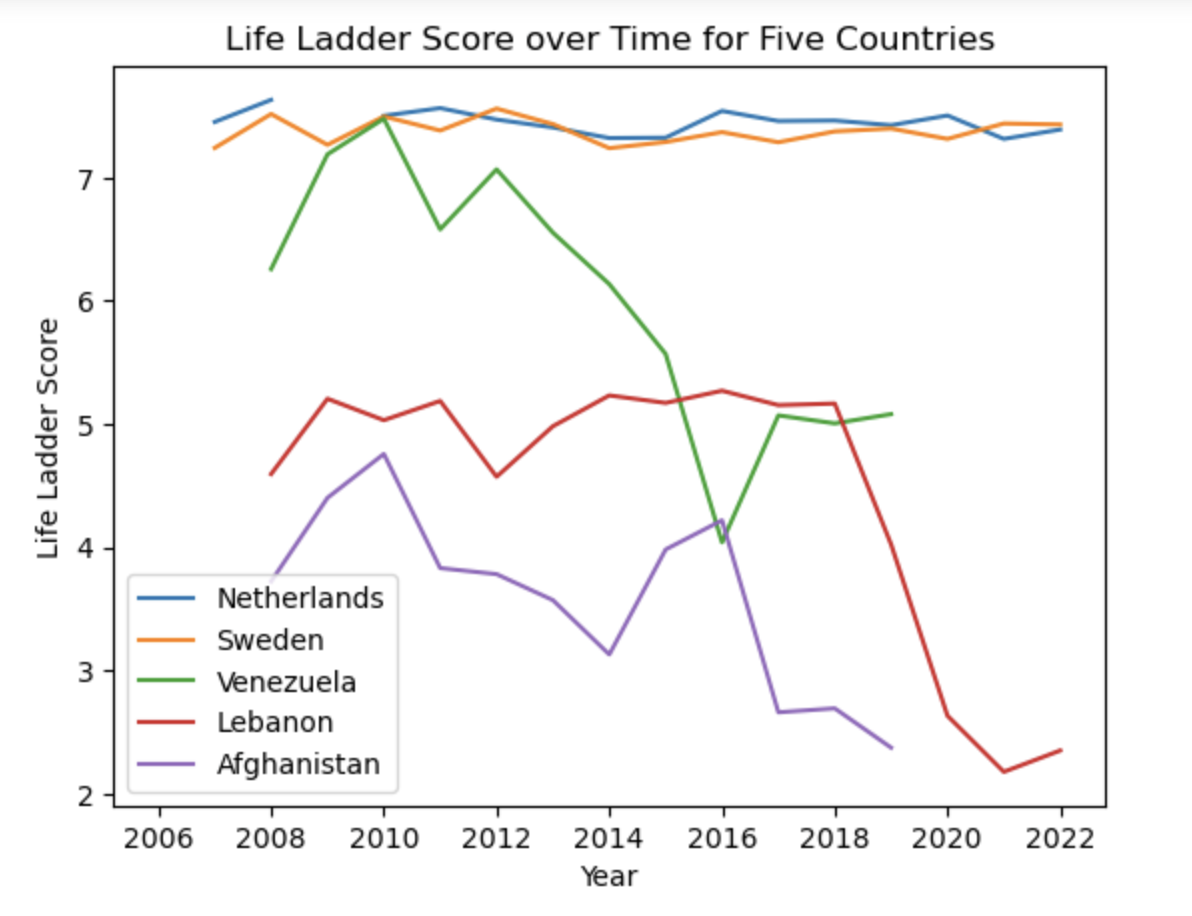 Life Ladder Score over Time for Five Countries
Life Ladder Score
7
6
5
4
3
2
Netherlands
Sweden
Venezuela
Lebanon
Afghanistan
2006 2008 2010 2012 2014 2016 2018 2020 2022
Year